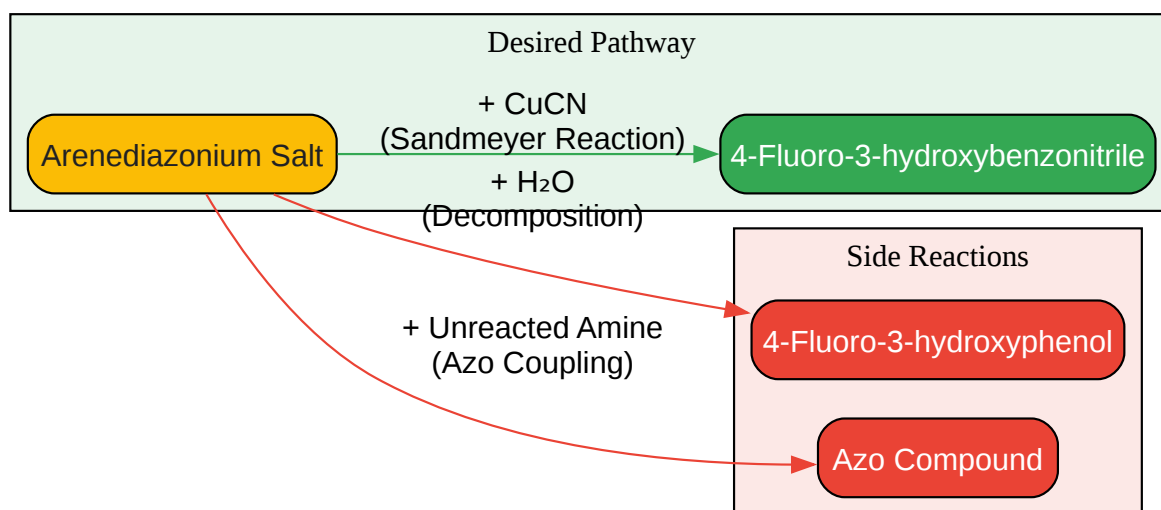 Desired Pathway
+ CuCN
(Sandmeyer Reaction)
Arenediazonium Salt
4-Fluoro-3-hydroxybenzonitrile
+ H₂O
(Decomposition)
Side Reactions
4-Fluoro-3-hydroxyphenol
+ Unreacted Amine
(Azo Coupling)
Azo Compound